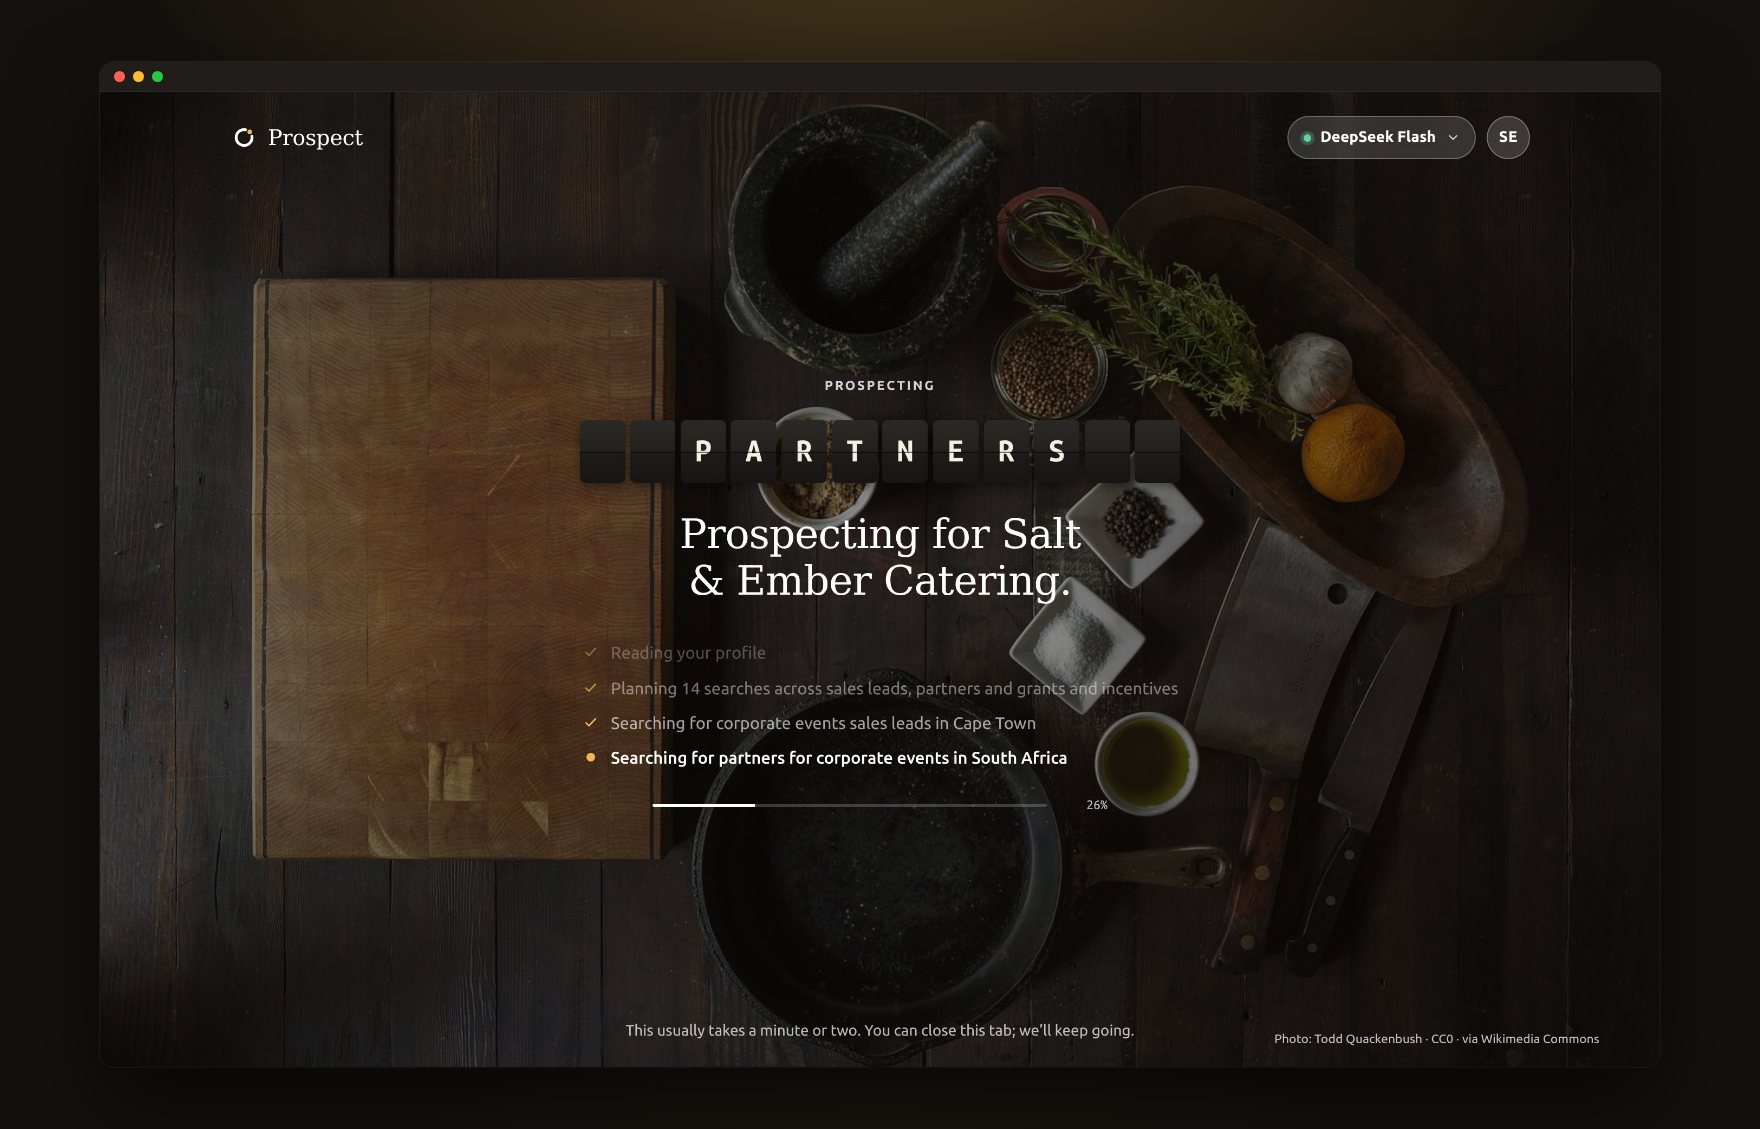 Prospect
DeepSeek Flash
SE
PROSPECTING
PARTNERS
Prospecting for Salt
& Ember Catering.
Reading your profile
Planning 14 searches across sales leads, partners and grants and incentives
Searching for corporate events sales leads in Cape Town
Searching for partners for corporate events in South Africa
26%
This usually takes a minute or two. You can close this tab; we’ll keep going.
Photo: Todd Quackenbush · CC0 · via Wikimedia Commons